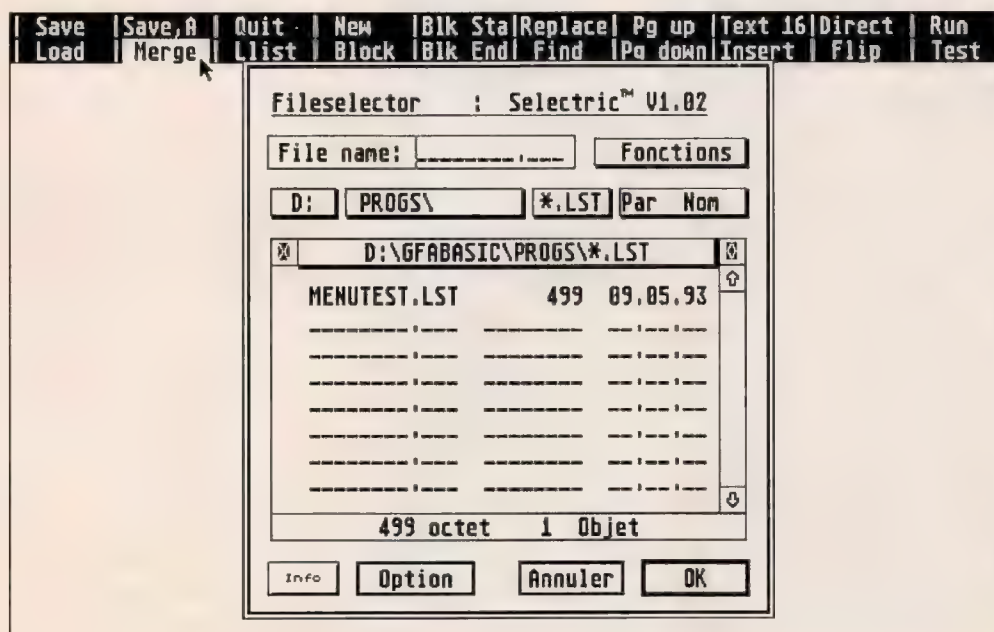 Save |Save,A | Quit | New |Blk Sta|Replace| Pg up |Text 16|Direct | Run
Load | Merge | Llist | Block |Blk End| Find |Pg down|Insert | Flip | Test
Fileselector : Selectric™ V1.02
File name: ________.___ Fonctions
D: PROGS\ *.LST Par Nom
D:\GFABASIC\PROGS\*.LST
MENUTEST.LST 499 09.05.93
499 octet 1 Objet
Info Option Annuler OK